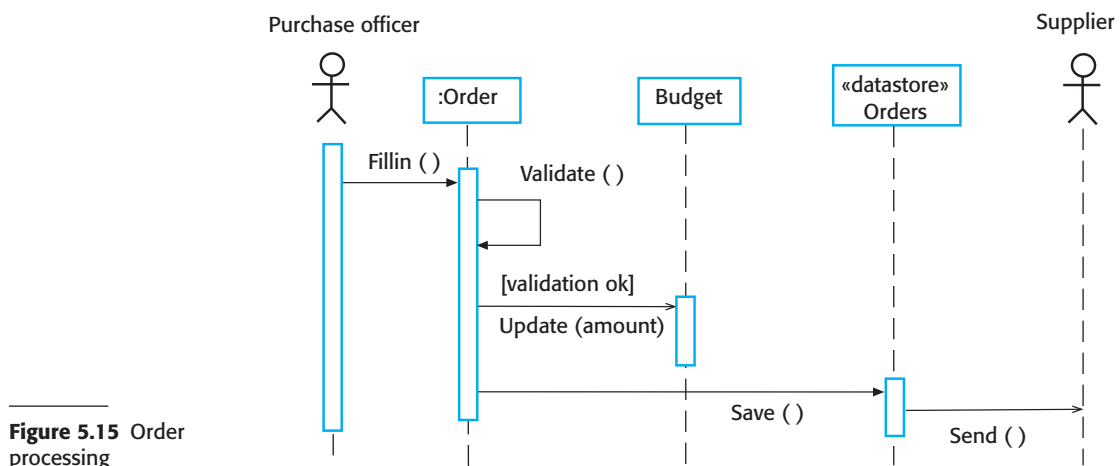 Purchase officer
Supplier
:Order
Budget
«datastore»
Orders
Fillin ( )
Validate ( )
[validation ok]
Update (amount)
Save ( )
Send ( )
Figure 5.15 Order
processing